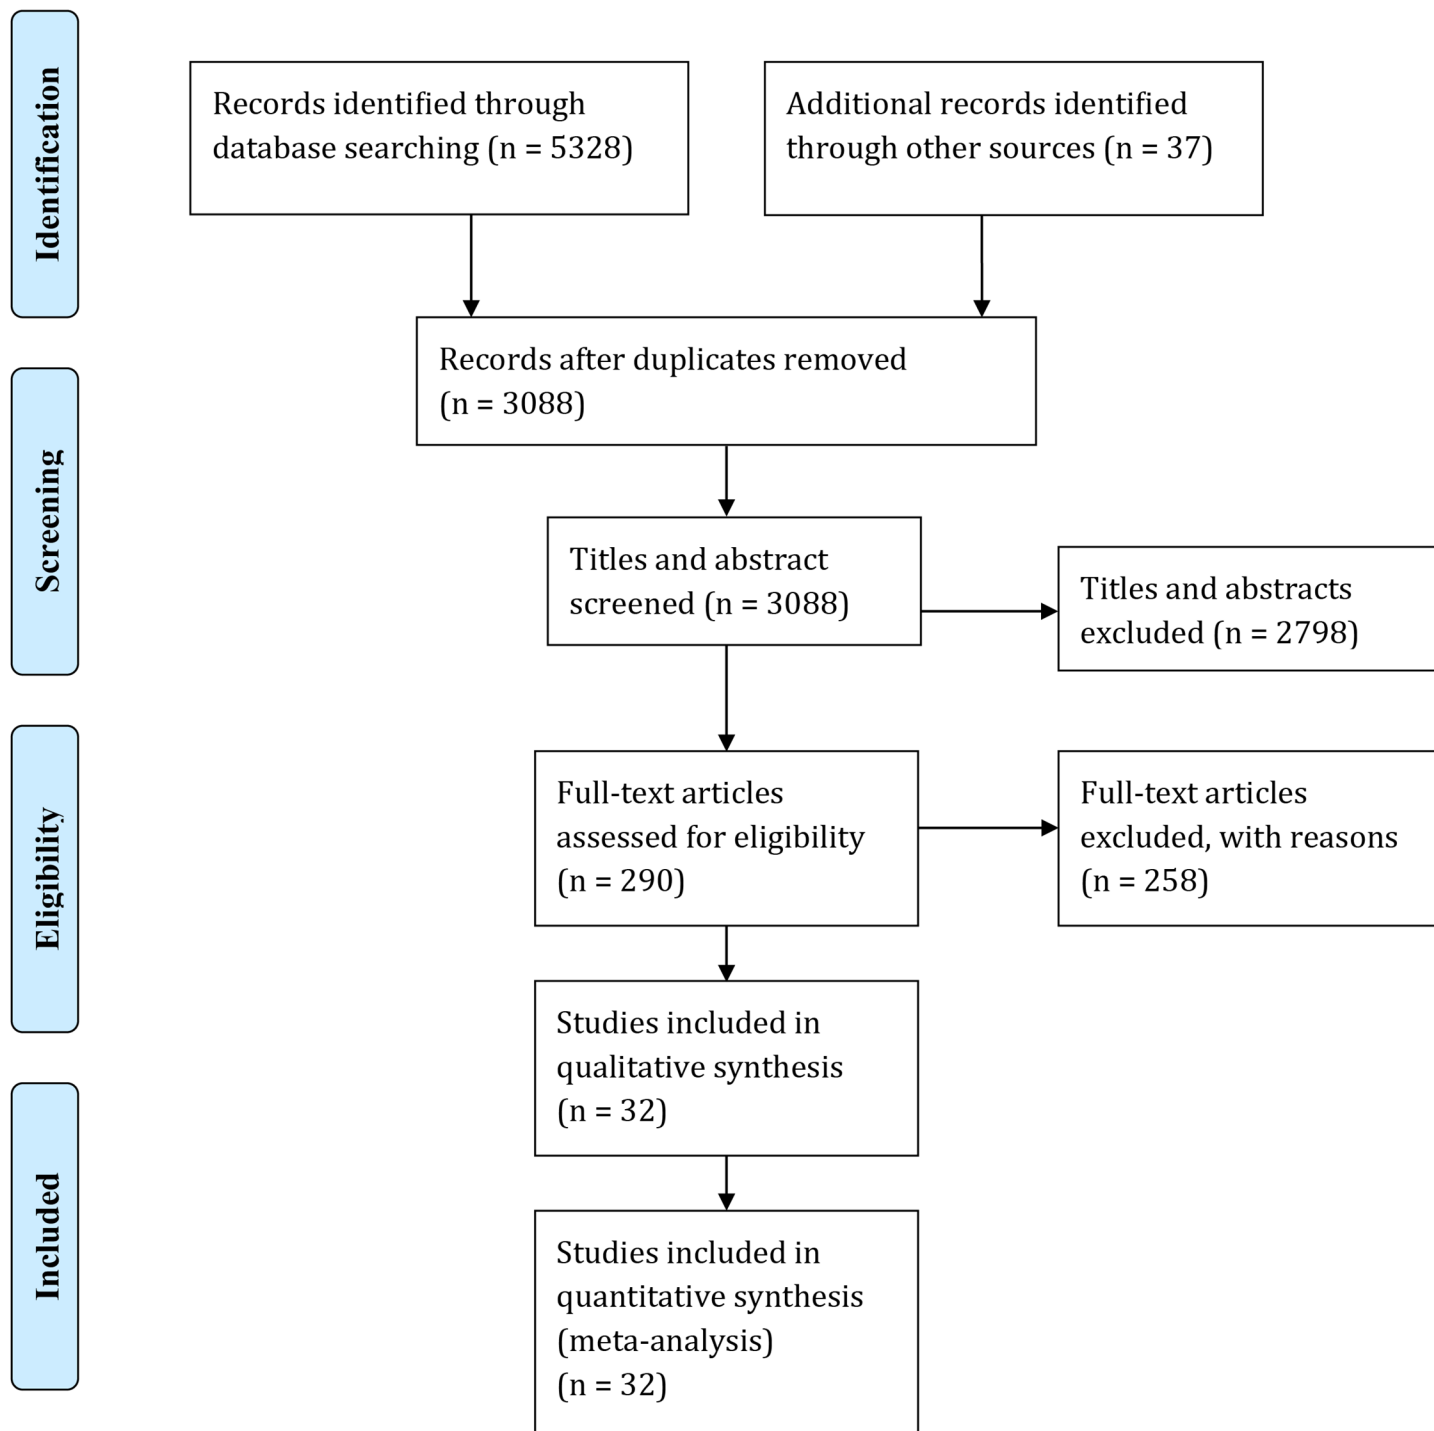 Identification
Records identified through
database searching (n = 5328)
Additional records identified
through other sources (n = 37)
Records after duplicates removed
(n = 3088)
Screening
Titles and abstract
screened (n = 3088)
Titles and abstracts
excluded (n = 2798)
Eligibility
Full-text articles
assessed for eligibility
(n = 290)
Full-text articles
excluded, with reasons
(n = 258)
Studies included in
qualitative synthesis
(n = 32)
Included
Studies included in
quantitative synthesis
(meta-analysis)
(n = 32)